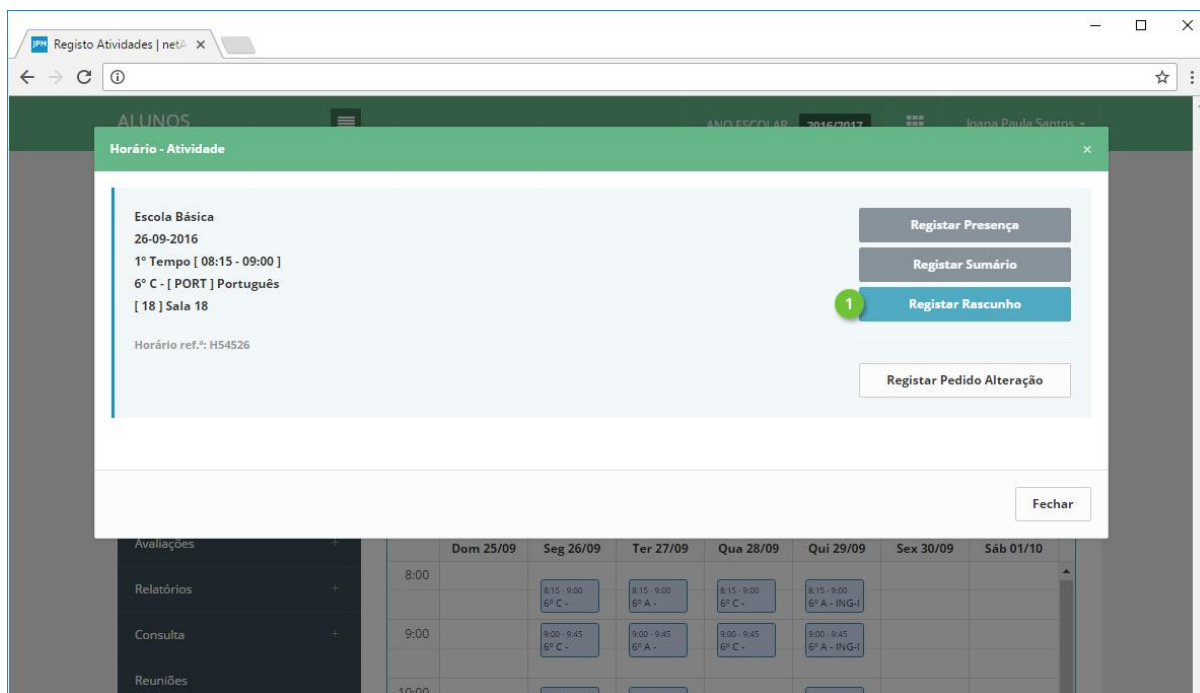 Registo Atividades | netA
ALUNOS
ANO ESCOLAR 2016/2017 Joana Paula Santos
Horário - Atividade
Escola Básica
26-09-2016
1º Tempo [ 08:15 - 09:00 ]
6º C - [ PORT ] Português
[ 18 ] Sala 18
Horário ref.ª: H54526
Registar Presença
Registar Sumário
1 Registar Rascunho
Registar Pedido Alteração
Fechar
Avaliações
Relatórios
Consulta
Reuniões
Dom 25/09 Seg 26/09 Ter 27/09 Qua 28/09 Qui 29/09 Sex 30/09 Sáb 01/10
8:00
8:15 - 9:00 8:15 - 9:00 8:15 - 9:00 8:15 - 9:00
6º C - 6º A - 6º C - 6º A - ING-I
9:00
9:00 - 9:45 9:00 - 9:45 9:00 - 9:45 9:00 - 9:45
6º C - 6º A - 6º C - 6º A - ING-I
10:00